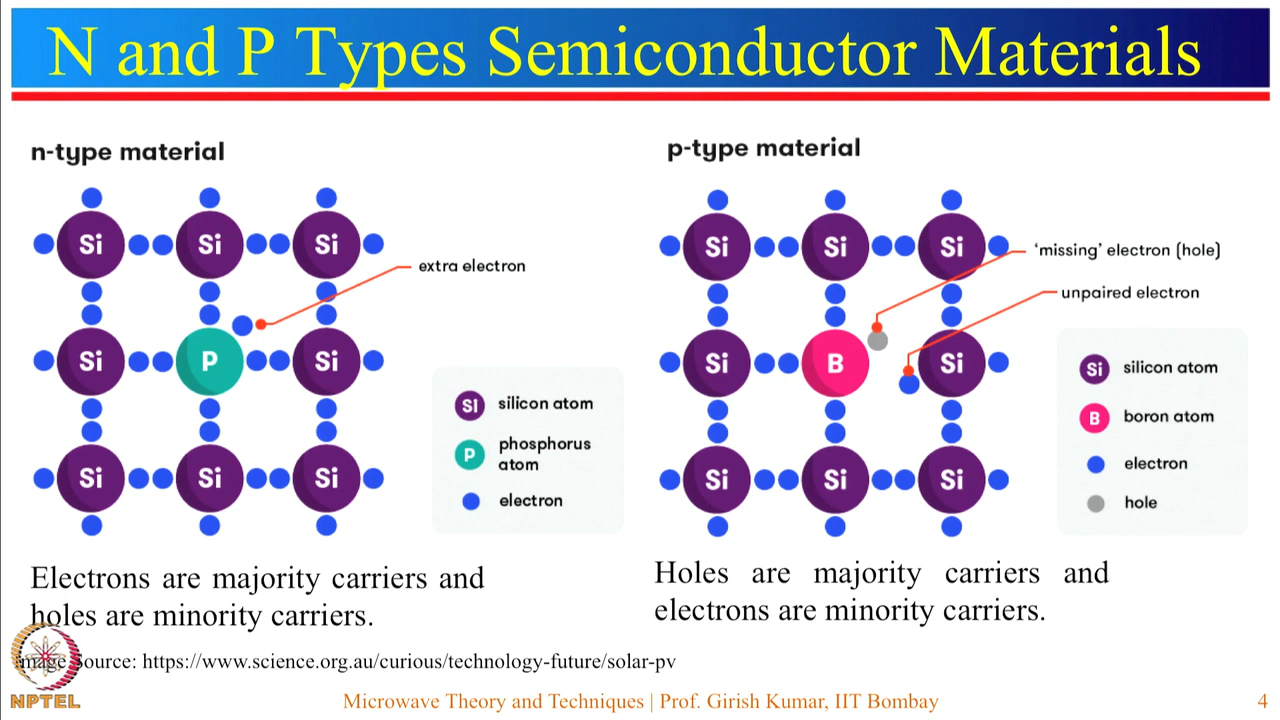 N and P Types Semiconductor Materials
n-type material
Si Si Si
extra electron
Si P Si
Si Si Si
SI silicon atom
P phosphorus
atom
electron
Electrons are majority carriers and
holes are minority carriers.
p-type material
Si Si Si
'missing' electron (hole)
unpaired electron
Si B Si
Si Si Si
Si silicon atom
B boron atom
electron
hole
Holes are majority carriers and
electrons are minority carriers.
Image Source: https://www.science.org.au/curious/technology-future/solar-pv
NPTEL
Microwave Theory and Techniques | Prof. Girish Kumar, IIT Bombay
4